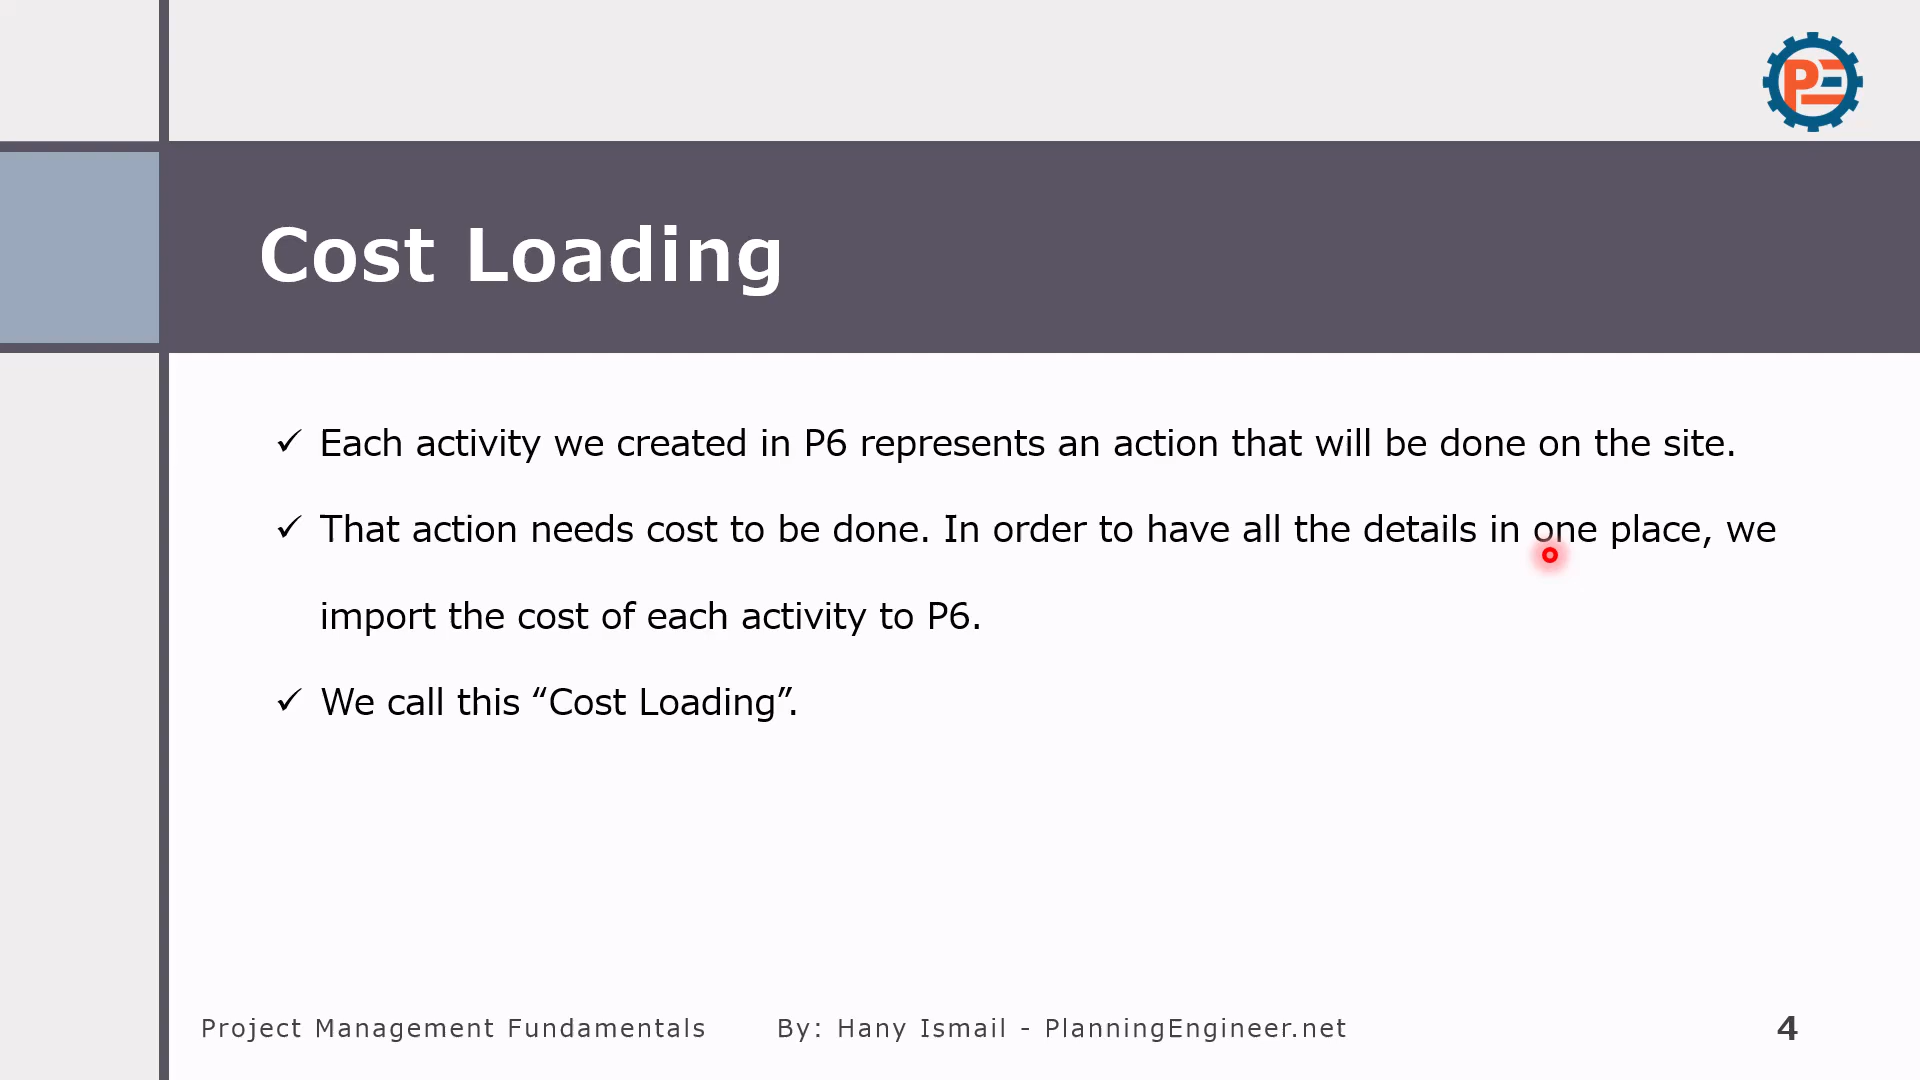 PE
Cost Loading
✓ Each activity we created in P6 represents an action that will be done on the site.
✓ That action needs cost to be done. In order to have all the details in one place, we
import the cost of each activity to P6.
✓ We call this “Cost Loading”.
Project Management Fundamentals By: Hany Ismail - PlanningEngineer.net 4